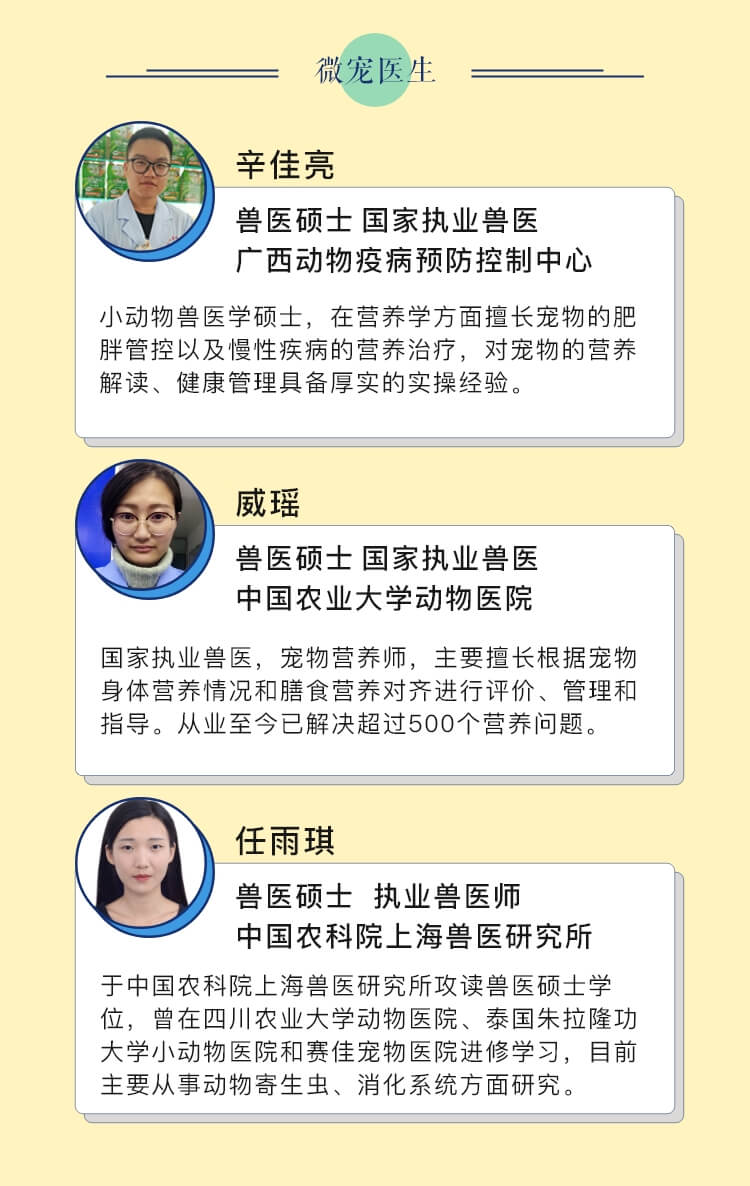 微宠医生
辛佳亮
兽医硕士 国家执业兽医
广西动物疫病预防控制中心
小动物兽医学硕士，在营养学方面擅长宠物的肥
胖管控以及慢性疾病的营养治疗，对宠物的营养
解读、健康管理具备厚实的实操经验。
威瑶
兽医硕士 国家执业兽医
中国农业大学动物医院
国家执业兽医，宠物营养师，主要擅长根据宠物
身体营养情况和膳食营养对齐进行评价、管理和
指导。从业至今已解决超过500个营养问题。
任雨琪
兽医硕士 执业兽医师
中国农科院上海兽医研究所
于中国农科院上海兽医研究所攻读兽医硕士学
位，曾在四川农业大学动物医院、泰国朱拉隆功
大学小动物医院和赛佳宠物医院进修学习，目前
主要从事动物寄生虫、消化系统方面研究。